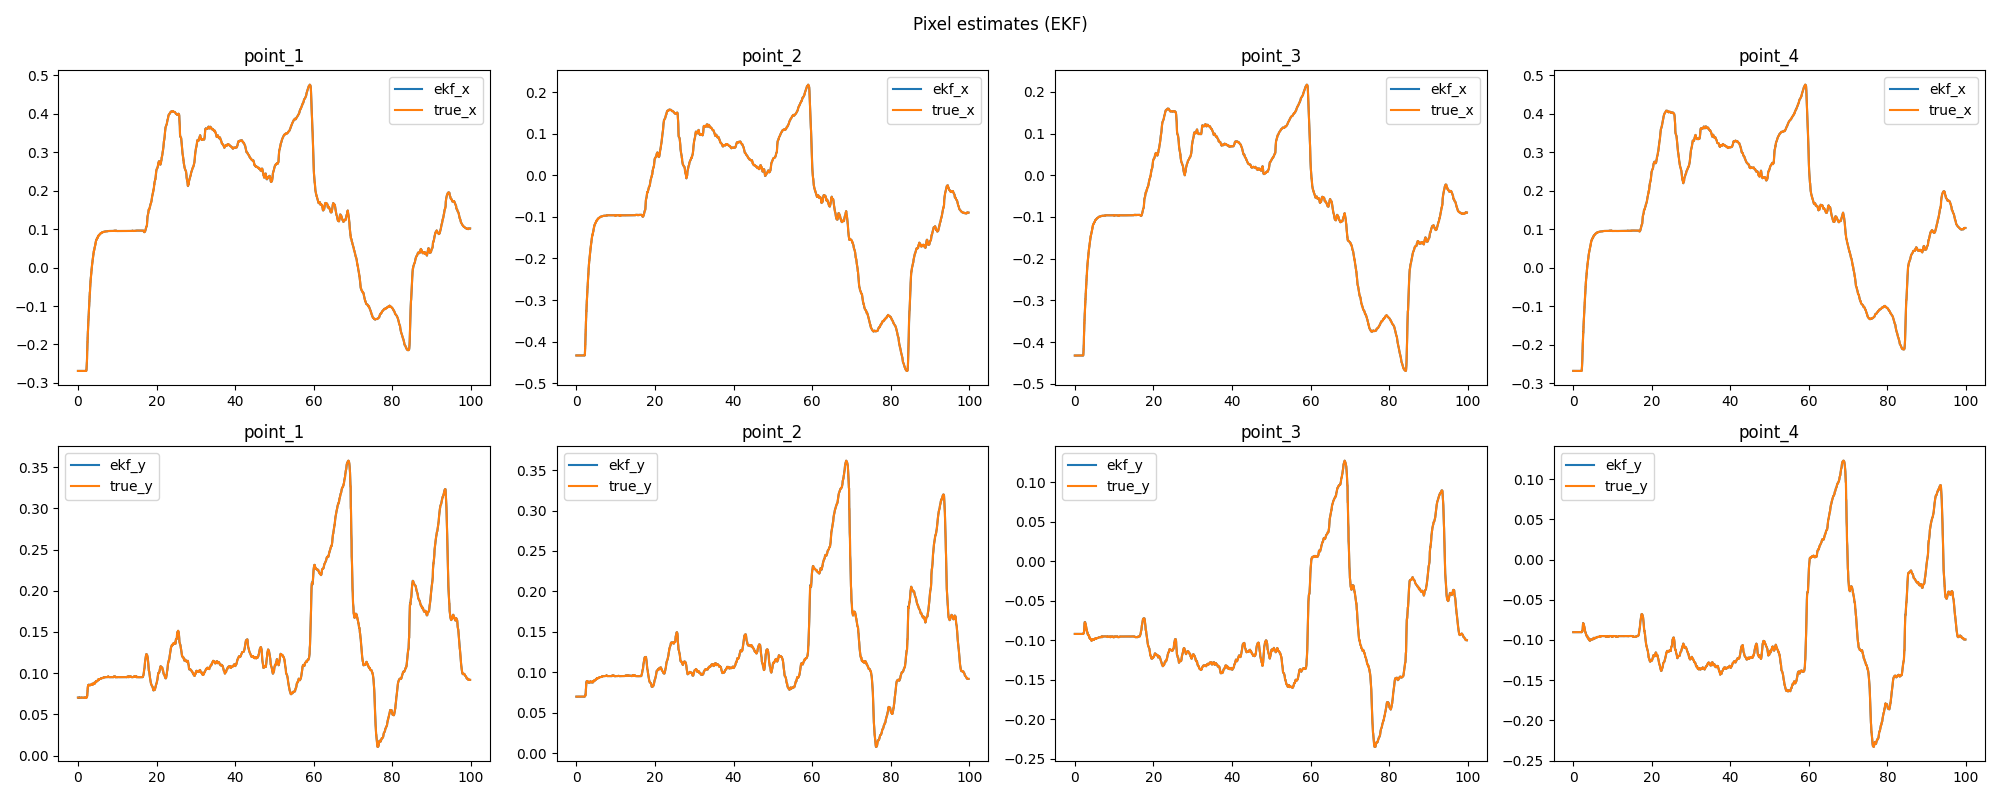 Pixel estimates (EKF)
point_1
point_2
point_3
point_4
0.5
0.4
0.3
0.2
0.1
0.0
−0.1
−0.2
−0.3
ekf_x
true_x
0 20 40 60 80 100
0.2
0.1
0.0
−0.1
−0.2
−0.3
−0.4
−0.5
ekf_x
true_x
0 20 40 60 80 100
0.2
0.1
0.0
−0.1
−0.2
−0.3
−0.4
−0.5
ekf_x
true_x
0 20 40 60 80 100
0.5
0.4
0.3
0.2
0.1
0.0
−0.1
−0.2
−0.3
ekf_x
true_x
0 20 40 60 80 100
point_1
point_2
point_3
point_4
0.35
0.30
0.25
0.20
0.15
0.10
0.05
0.00
ekf_y
true_y
0 20 40 60 80 100
0.35
0.30
0.25
0.20
0.15
0.10
0.05
0.00
ekf_y
true_y
0 20 40 60 80 100
0.10
0.05
0.00
−0.05
−0.10
−0.15
−0.20
−0.25
ekf_y
true_y
0 20 40 60 80 100
0.10
0.05
0.00
−0.05
−0.10
−0.15
−0.20
−0.25
ekf_y
true_y
0 20 40 60 80 100